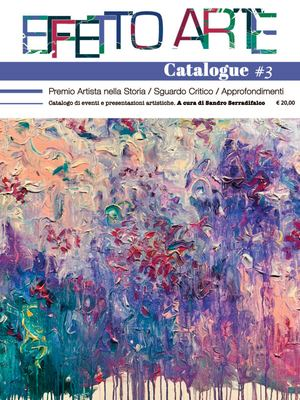 EFFETTO ARTE
Catalogue #3
Premio Artista nella Storia / Sguardo Critico / Approfondimenti
Catalogo di eventi e presentazioni artistiche. A cura di Sandro Serradifalco € 20,00